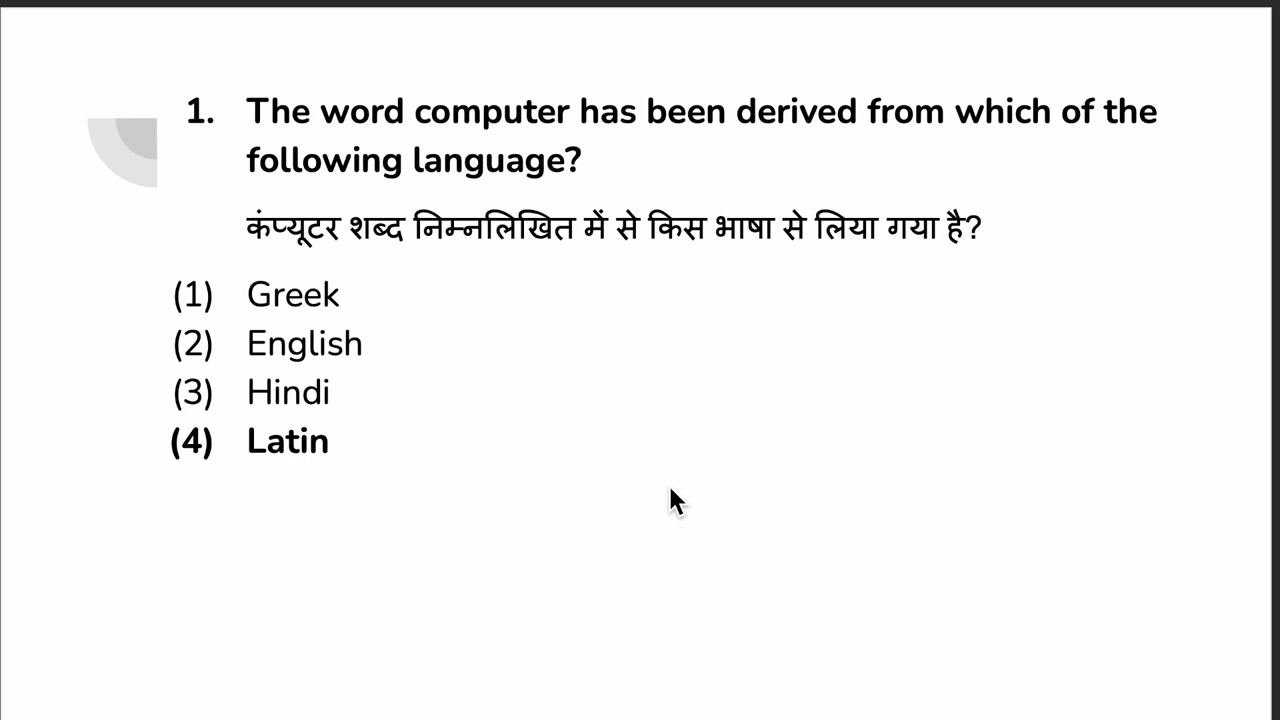 1. The word computer has been derived from which of the
following language?
कंप्यूटर शब्द निम्नलिखित में से किस भाषा से लिया गया है?
(1) Greek
(2) English
(3) Hindi
(4) Latin